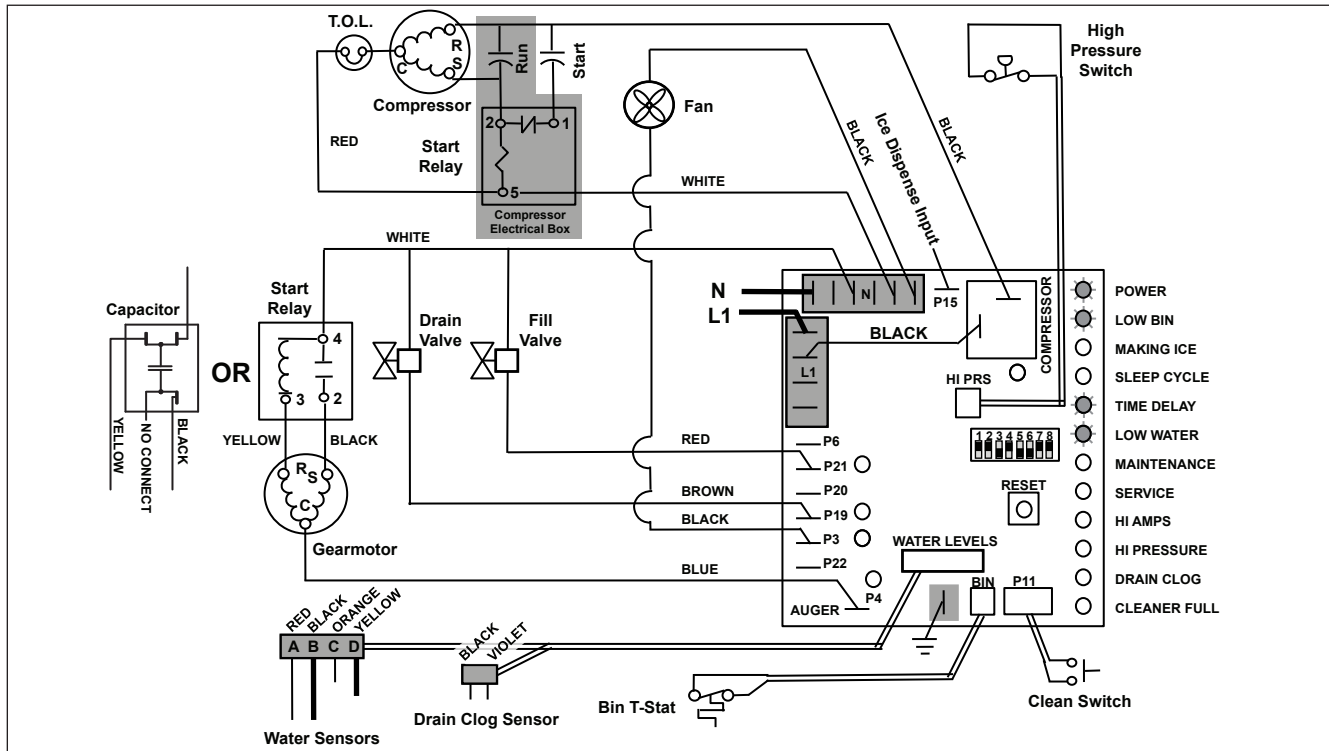 T.O.L.
R
S
C
Compressor
Run
Start
RED
2
1
Start
Relay
5
Compressor
Electrical Box
Fan
High
Pressure
Switch
BLACK
Ice Dispense Input
BLACK
WHITE
WHITE
Capacitor
YELLOW
NO CONNECT
BLACK
OR
Start
Relay
4
3
2
YELLOW
BLACK
R
S
C
Gearmotor
Drain
Valve
Fill
Valve
N
L1
N
P15
COMPRESSOR
BLACK
L1
HI PRS
1 2 3 4 5 6 7 8
RESET
RED
P6
P21
BROWN
P20
P19
BLACK
P3
P22
BLUE
P4
AUGER
WATER LEVELS
BIN
P11
POWER
LOW BIN
MAKING ICE
SLEEP CYCLE
TIME DELAY
LOW WATER
MAINTENANCE
SERVICE
HI AMPS
HI PRESSURE
DRAIN CLOG
CLEANER FULL
RED
BLACK
ORANGE
YELLOW
A B C D
Water Sensors
BLACK
VIOLET
Drain Clog Sensor
Bin T-Stat
Clean Switch